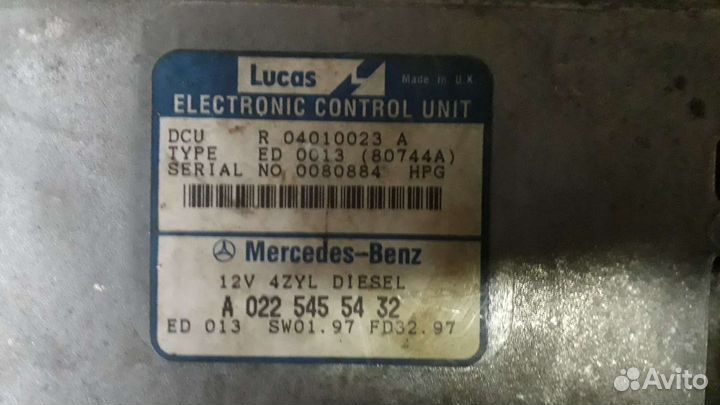 Lucas
Made in U.K
ELECTRONIC CONTROL UNIT
DCU R 04010023 A
TYPE ED 0013 (80744A)
SERIAL NO 0080884 HPG
Mercedes-Benz
12V 4ZYL DIESEL
A 022 545 54 32
ED 013 SW01.97 FD32.97
Avito